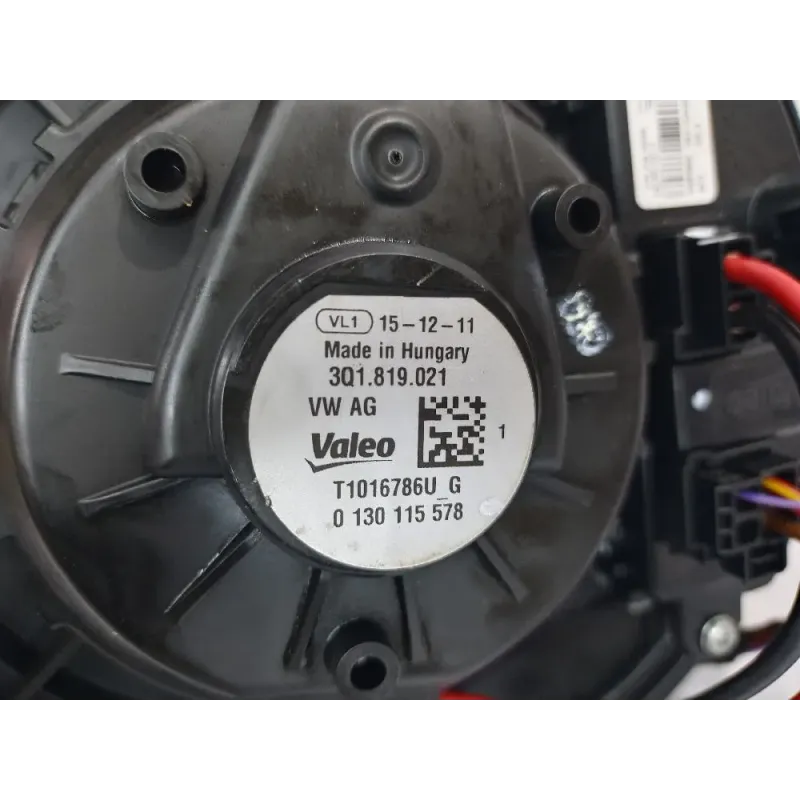 VL1 15-12-11
Made in Hungary
3Q1.819.021
VW AG
Valeo 1
T1016786U_G
0 130 115 578